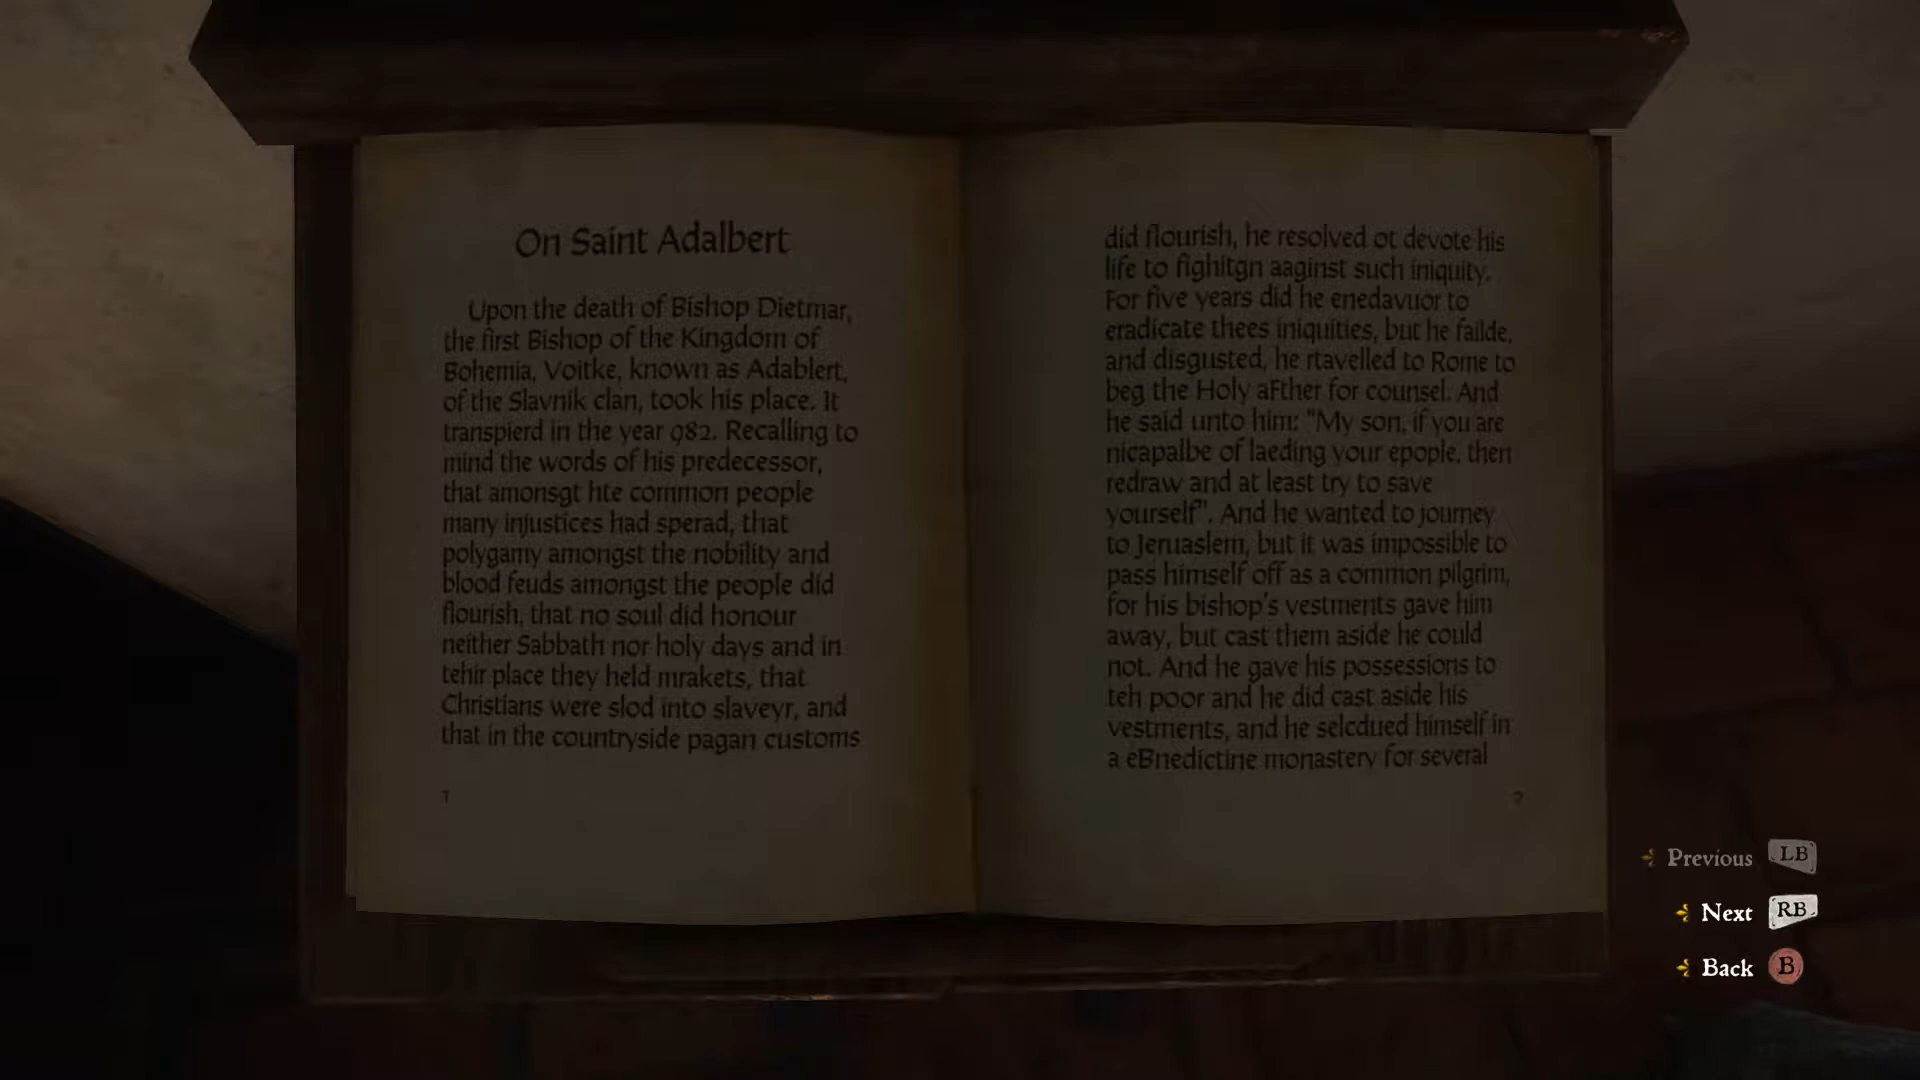 On Saint Adalbert
Upon the death of Bishop Dietmar,
the first Bishop of the Kingdom of
Bohemia, Voitke, known as Adablert,
of the Slavnik clan, took his place. It
transpierd in the year 982. Recalling to
mind the words of his predecessor,
that amonsgt hte common people
many injustices had sperad, that
polygamy amongst the nobility and
blood feuds amongst the people did
flourish, that no soul did honour
neither Sabbath nor holy days and in
tehir place they held mrakets, that
Christians were slod into slaveyr, and
that in the countryside pagan customs
1
did flourish, he resolved ot devote his
life to fighitgn aaginst such iniquity.
For five years did he enedavuor to
eradicate thees iniquities, but he failde,
and disgusted, he rtavelled to Rome to
beg the Holy aFther for counsel. And
he said unto him: "My son, if you are
nicapalbe of laeding your epople, then
redraw and at least try to save
yourself". And he wanted to journey
to Jeruaslem, but it was impossible to
pass himself off as a common pilgrim,
for his bishop's vestments gave him
away, but cast them aside he could
not. And he gave his possessions to
teh poor and he did cast aside his
vestments, and he selcdued himself in
a eBnedictine monastery for several
2
Previous LB
Next RB
Back B